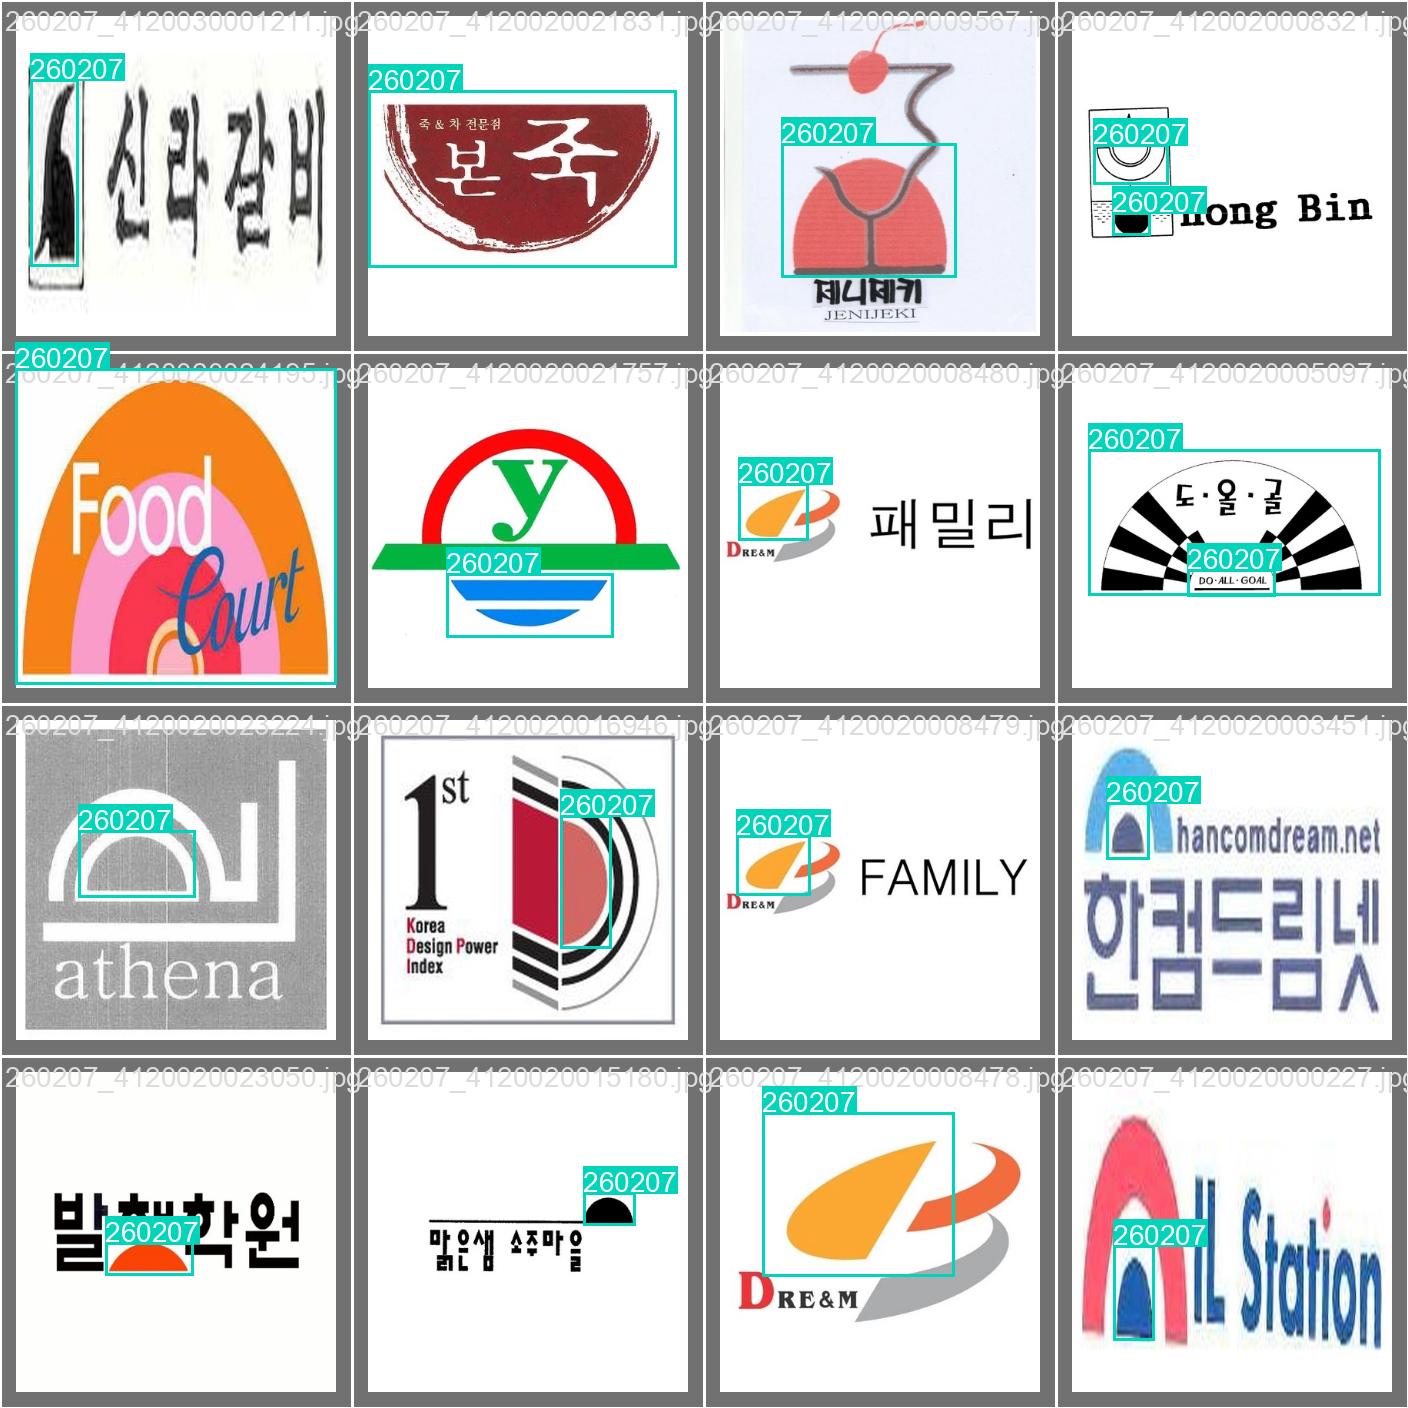 260207_4120030001211.jpg
260207
신라갈비
260207_4120020021831.jpg
260207
죽 & 차 전문점
본죽
260207_4120020009567.jpg
260207
제니제키
JENIJEKI
260207_4120020008321.jpg
260207
260207
hong Bin
260207_4120020024195.jpg
260207
Food
Court
260207_4120020021757.jpg
y
260207
260207_4120020008480.jpg
260207
DRE&M
패밀리
260207_4120020005097.jpg
260207
도·올·골
260207
DO·ALL·GOAL
260207_4120020023224.jpg
260207
athena
260207_4120020016946.jpg
1st
260207
Korea
Design Power
Index
260207_4120020008479.jpg
260207
DRE&M
FAMILY
260207_4120020003451.jpg
260207
hancomdream.net
한컴드림넷
260207_4120020023050.jpg
발해학원
260207
260207_4120020015180.jpg
260207
맑은샘 소주마을
260207_4120020008478.jpg
260207
DRE&M
260207_4120020000227.jpg
260207
IL Station